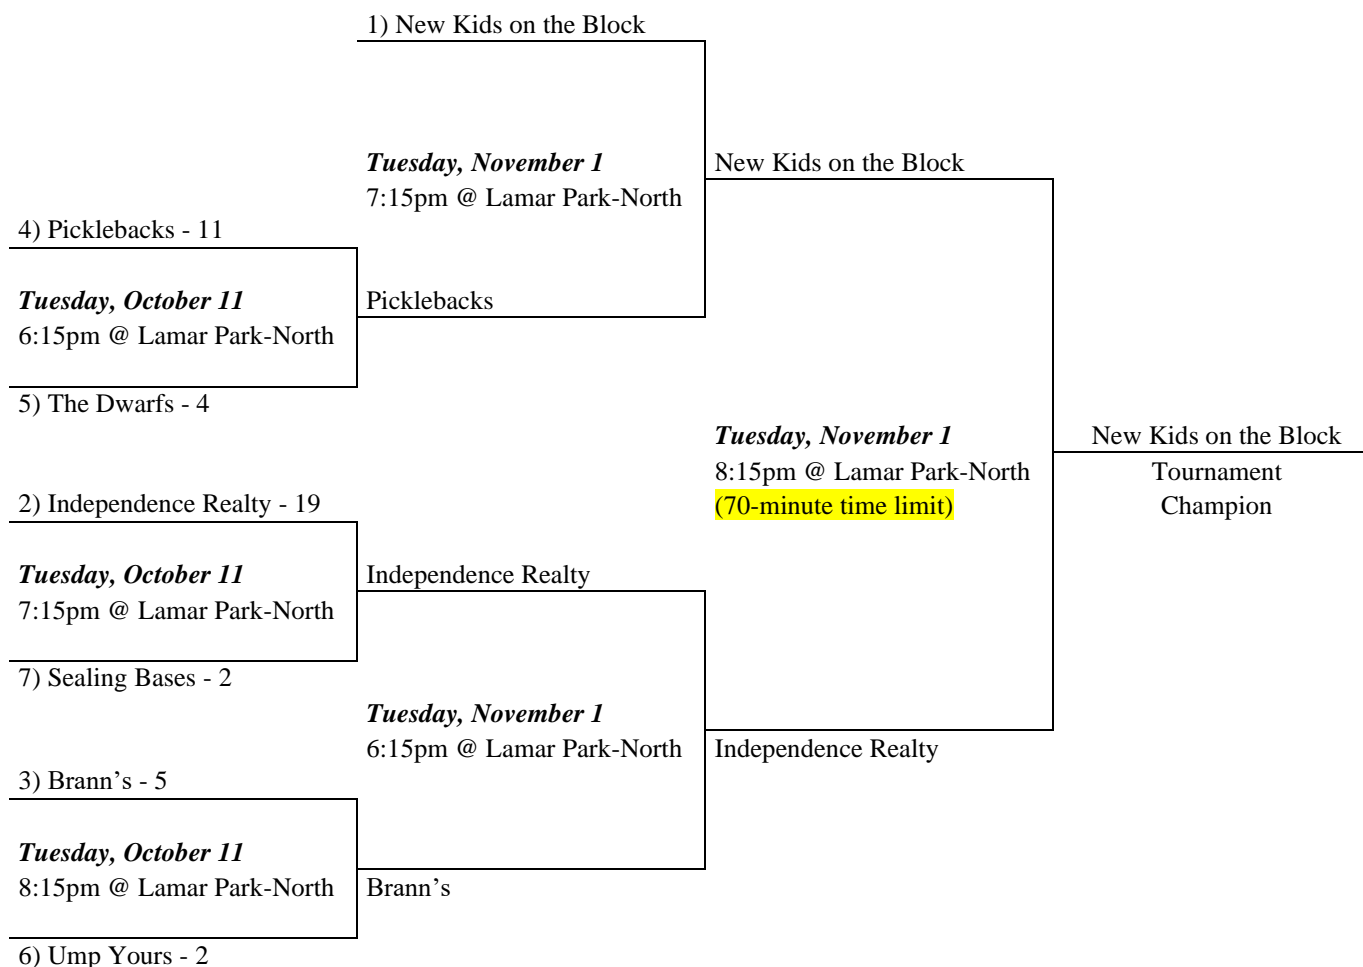 1) New Kids on the Block
Tuesday, November 1
7:15pm @ Lamar Park-North
New Kids on the Block
4) Picklebacks - 11
Tuesday, October 11
6:15pm @ Lamar Park-North
Picklebacks
5) The Dwarfs - 4
Tuesday, November 1
8:15pm @ Lamar Park-North
(70-minute time limit)
New Kids on the Block
Tournament
Champion
2) Independence Realty - 19
Tuesday, October 11
7:15pm @ Lamar Park-North
Independence Realty
7) Sealing Bases - 2
Tuesday, November 1
6:15pm @ Lamar Park-North
Independence Realty
3) Brann’s - 5
Tuesday, October 11
8:15pm @ Lamar Park-North
Brann’s
6) Ump Yours - 2